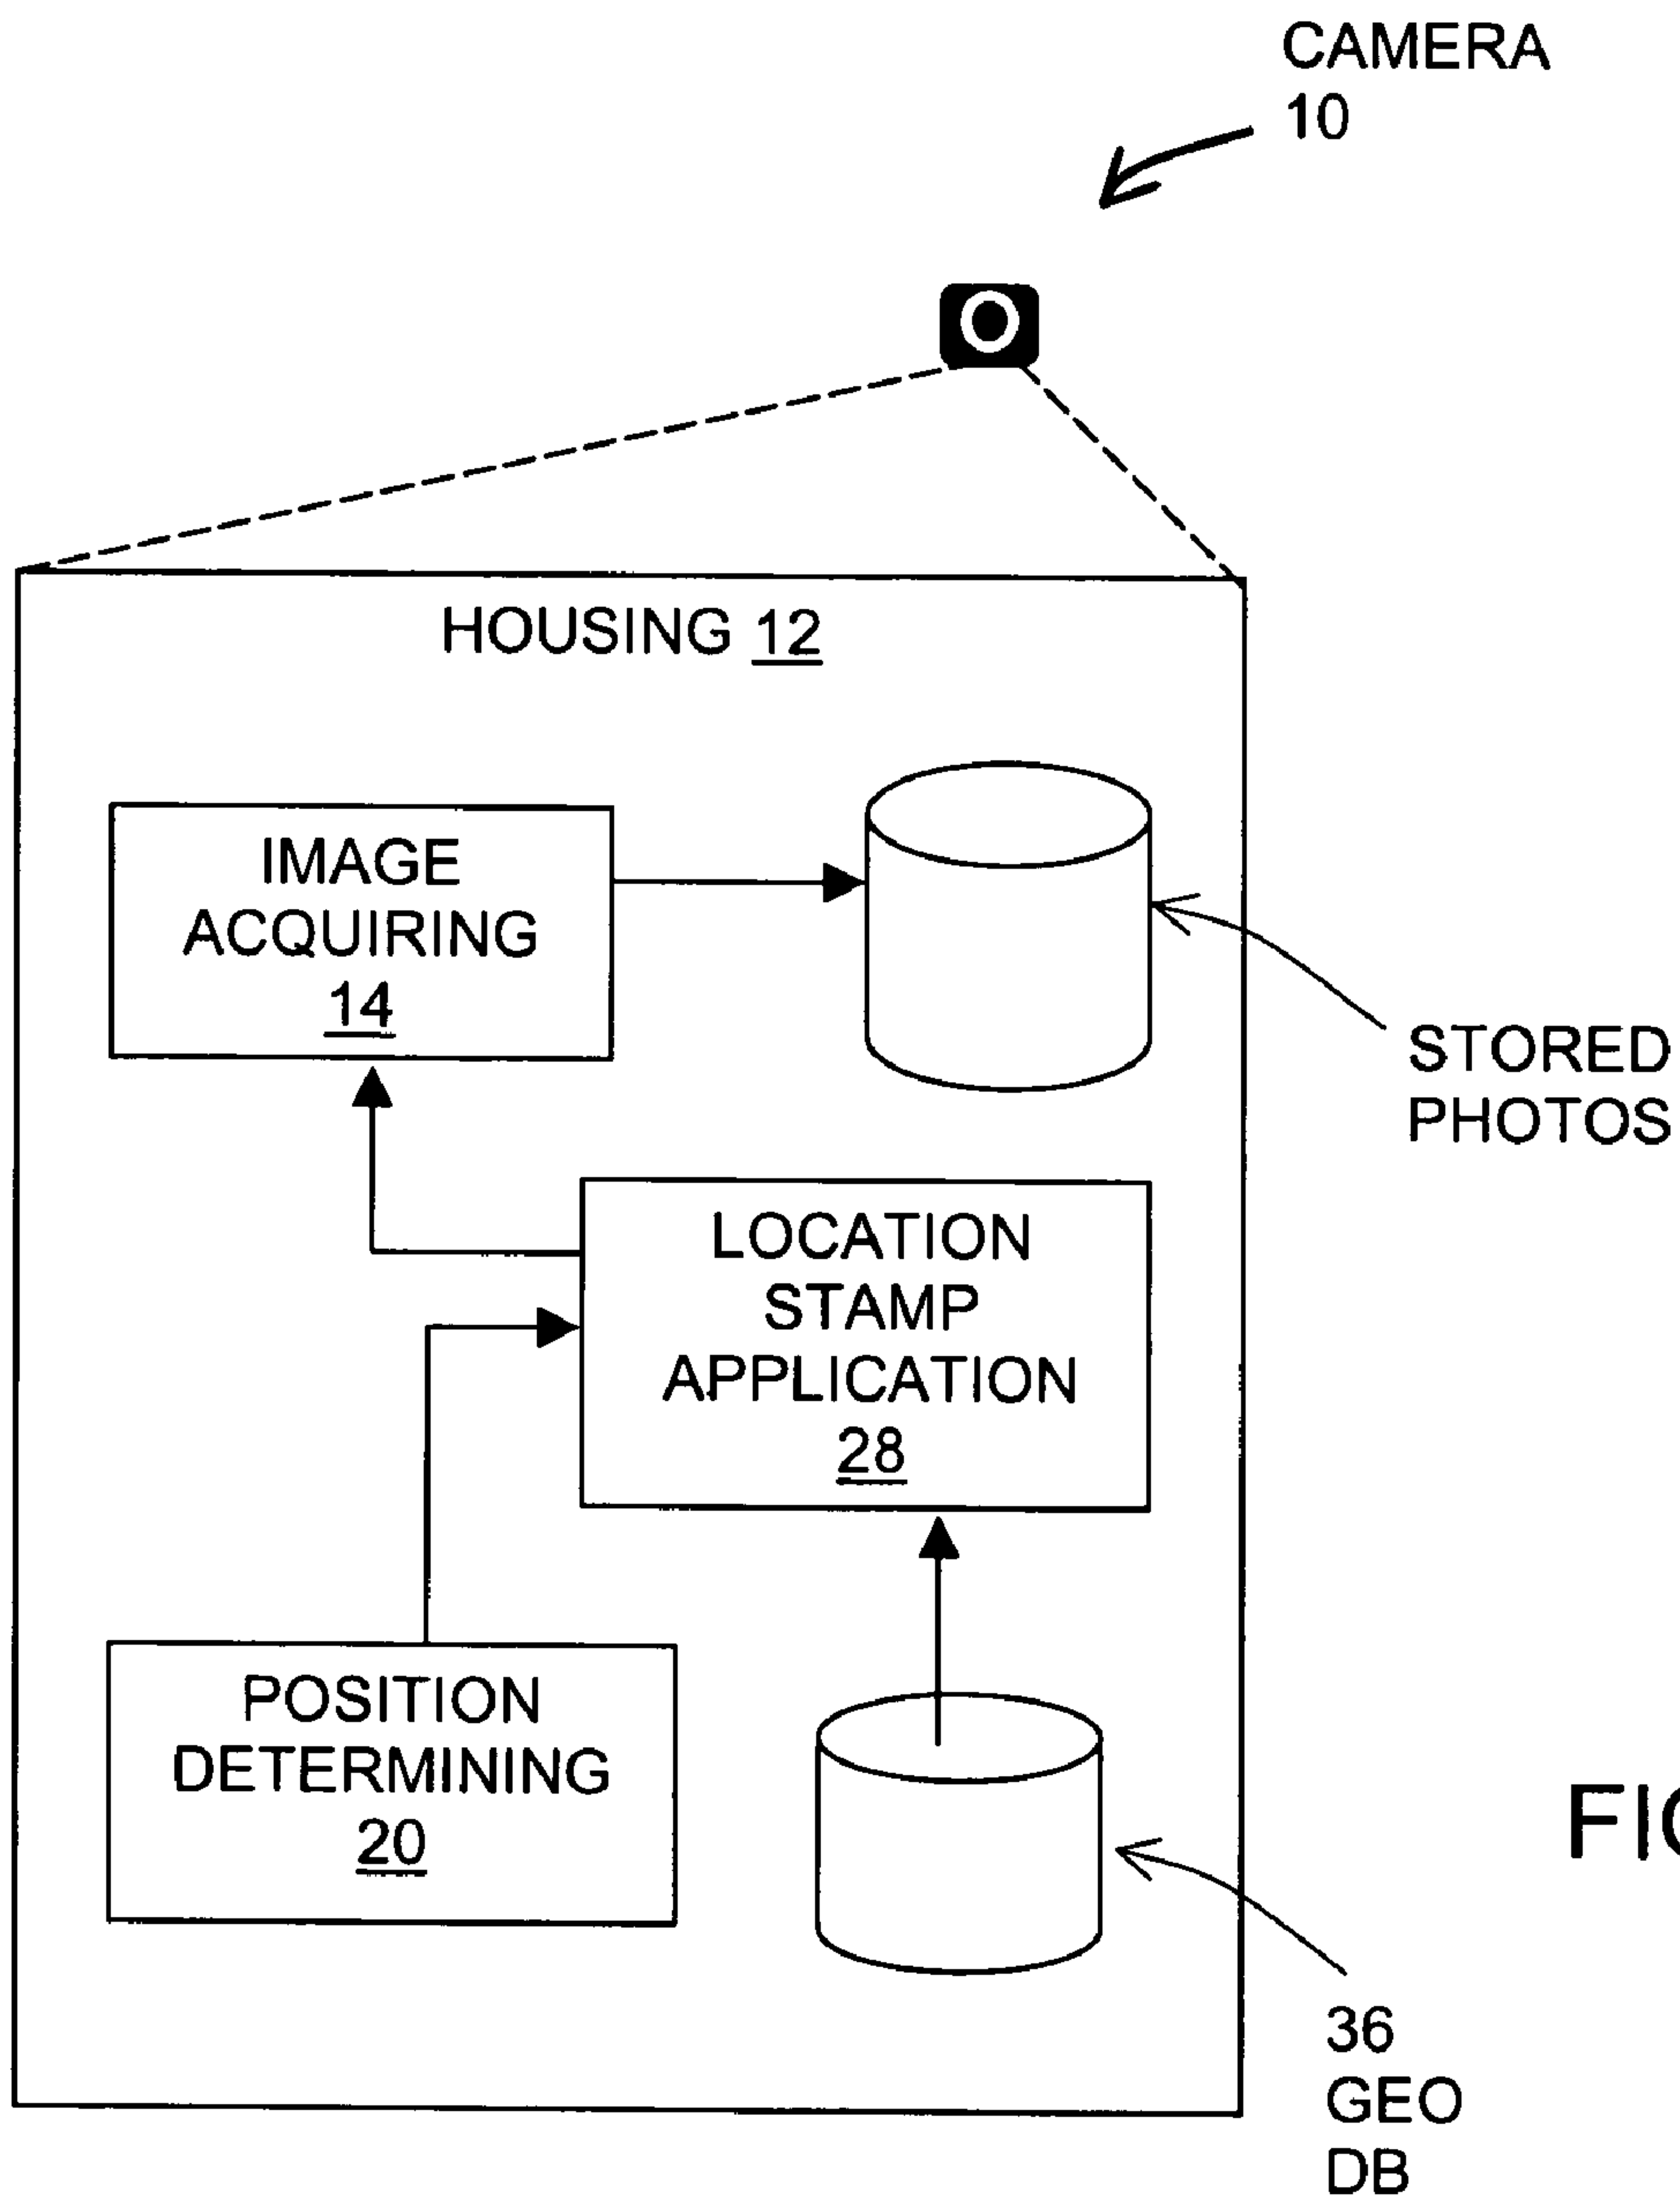 CAMERA
10
HOUSING 12
IMAGE
ACQUIRING
14
STORED
PHOTOS
LOCATION
STAMP
APPLICATION
28
POSITION
DETERMINING
20
36
GEO
DB